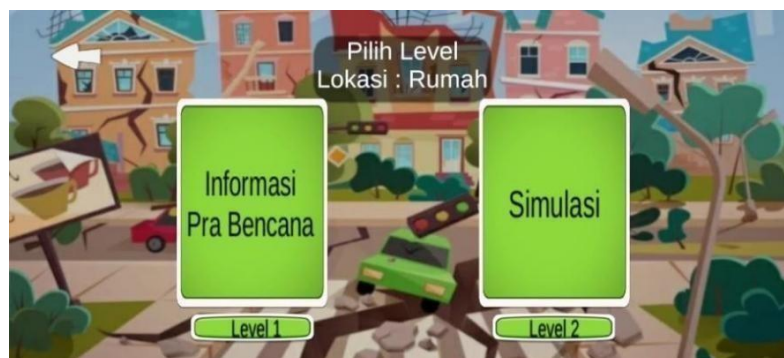 Pilih Level
Lokasi : Rumah
Informasi
Pra Bencana
Simulasi
Level 1
Level 2